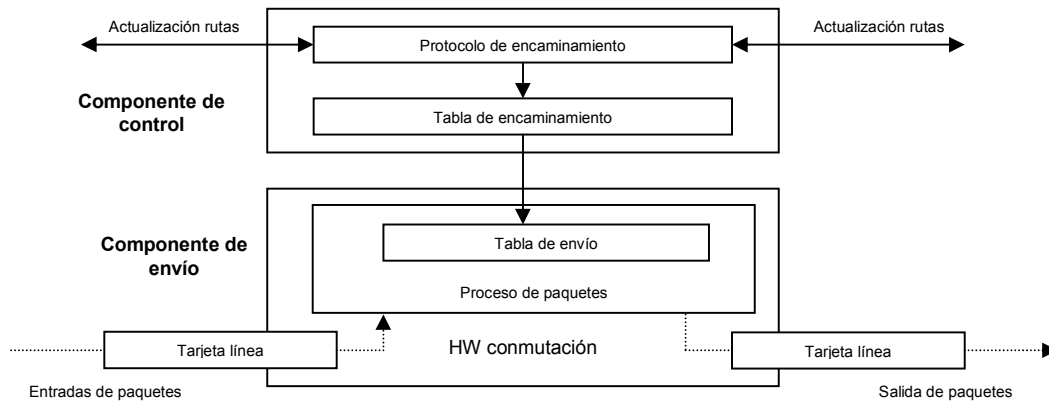 Actualización rutas
Actualización rutas
Protocolo de encaminamiento
Componente de
control
Tabla de encaminamiento
Componente de
envío
Tabla de envío
Proceso de paquetes
Tarjeta línea
HW conmutación
Tarjeta línea
Entradas de paquetes
Salida de paquetes